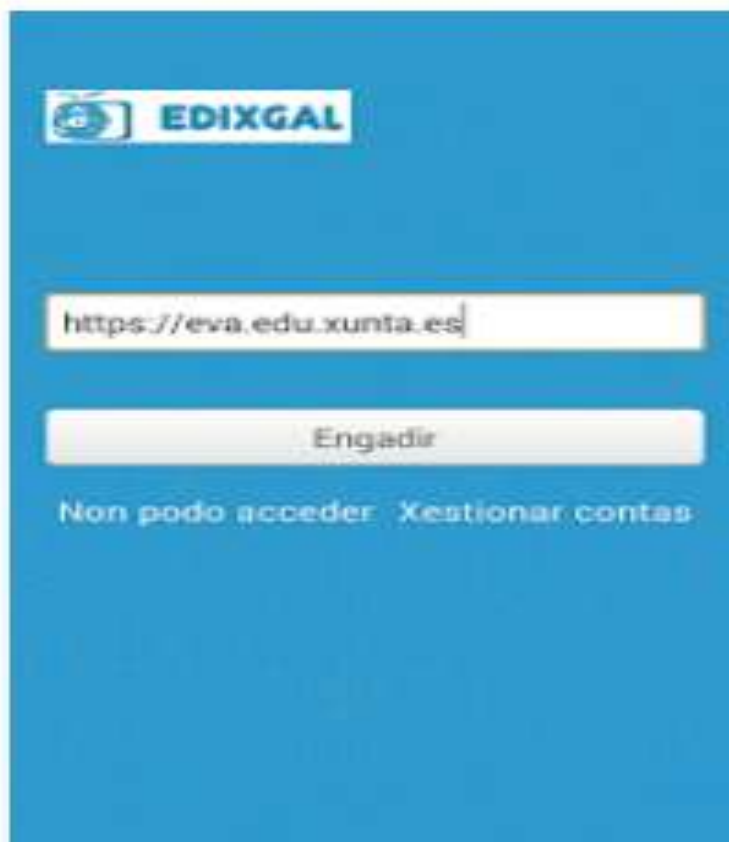 EDIXGAL
https://eva.edu.xunta.es
Engadir
Non podo acceder Xestionar contas